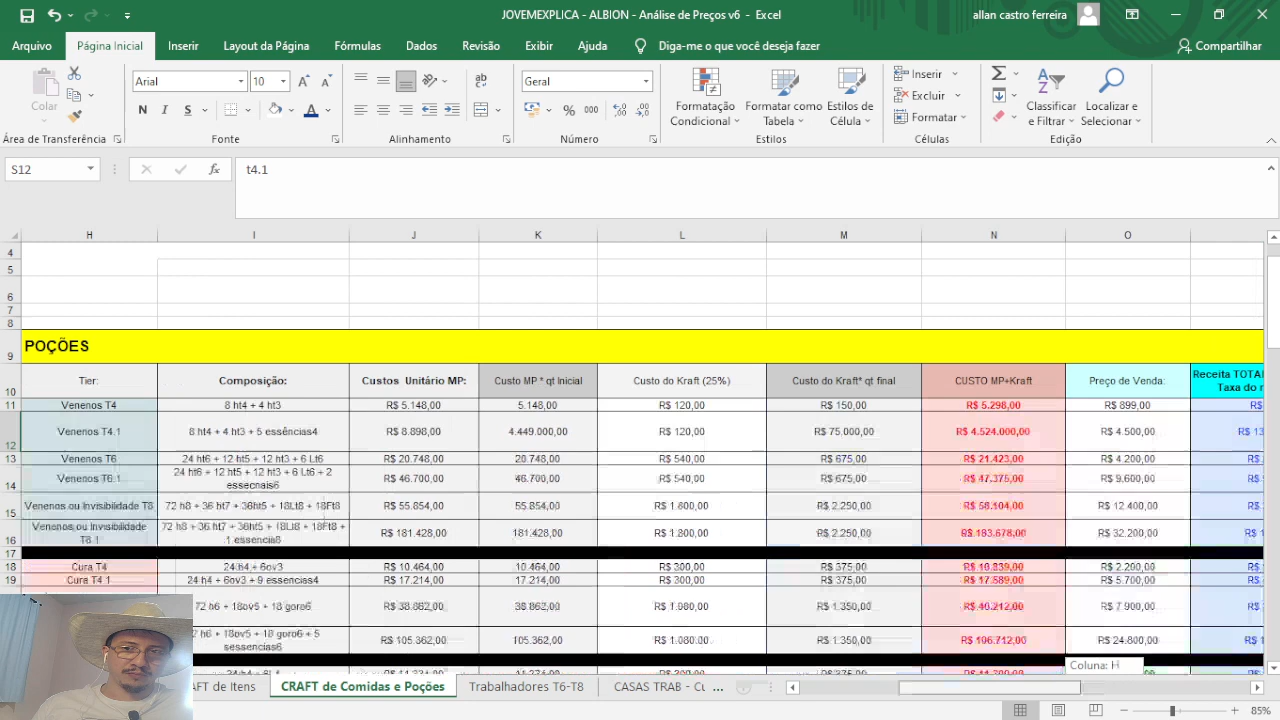 JOVEMEXPLICA - ALBION - Análise de Preços v6 - Excel
allan castro ferreira
Arquivo Página Inicial Inserir Layout da Página Fórmulas Dados Revisão Exibir Ajuda Diga-me o que você deseja fazer Compartilhar
Colar
Arial 10
N I S
Geral
% 000
Formatação Condicional
Formatar como Tabela
Estilos de Célula
Inserir
Excluir
Formatar
Classificar e Filtrar
Localizar e Selecionar
Área de Transferência Fonte Alinhamento Número Estilos Células Edição
S12 fx t4.1
H I J K L M N O
4
5
6
7
8
9 POÇÕES
10 Tier: Composição: Custos Unitário MP: Custo MP * qt Inicial Custo do Kraft (25%) Custo do Kraft* qt final CUSTO MP+Kraft Preço de Venda: Receita TOTAL
11 Venenos T4 8 ht4 + 4 ht3 R$ 5.148,00 5.148,00 R$ 120,00 R$ 150,00 R$ 5.298,00 R$ 899,00 R$
12 Venenos T4.1 8 ht4 + 4 ht3 + 5 essências4 R$ 8.898,00 4.449.000,00 R$ 120,00 R$ 75.000,00 R$ 4.524.000,00 R$ 4.500,00 R$ 13
13 Venenos T6 24 ht6 + 12 ht5 + 12 ht3 + 6 Lt6 R$ 20.748,00 20.748,00 R$ 540,00 R$ 675,00 R$ 21.423,00 R$ 4.200,00 R$
14 Venenos T6.1 24 ht6 + 12 ht5 + 12 ht3 + 6 Lt6 + 2 essecnais6 R$ 46.700,00 46.700,00 R$ 540,00 R$ 675,00 R$ 47.375,00 R$ 9.600,00 R$
15 Venenos ou Invisibilidade T8 72 h8 + 36 ht7 + 36ht5 + 18Lt8 + 18Ft8 R$ 55.854,00 55.854,00 R$ 1.800,00 R$ 2.250,00 R$ 58.104,00 R$ 12.400,00 R$
16 Venenos ou Invisibilidade T8.1 72 h8 + 36 ht7 + 36ht5 + 18Lt8 + 18Ft8 + 1 essencia8 R$ 181.428,00 181.428,00 R$ 1.800,00 R$ 2.250,00 R$ 183.678,00 R$ 32.200,00 R$ 1
17
18 Cura T4 24h4 + 6ov3 R$ 10.464,00 10.464,00 R$ 300,00 R$ 375,00 R$ 10.839,00 R$ 2.200,00 R$
19 Cura T4.1 24 h4 + 6ov3 + 9 essencias4 R$ 17.214,00 17.214,00 R$ 300,00 R$ 375,00 R$ 17.589,00 R$ 5.700,00 R$
72 h6 + 18ov5 + 18 goro6 R$ 38.862,00 38.862,00 R$ 1.080,00 R$ 1.350,00 R$ 40.212,00 R$ 7.900,00 R$
h6 + 18ov5 + 18 goro6 + 5 sessencias6 R$ 105.362,00 105.362,00 R$ 1.080,00 R$ 1.350,00 R$ 106.712,00 R$ 24.800,00 R$ 1
Coluna: H
AFT de Itens CRAFT de Comidas e Poções Trabalhadores T6-T8 CASAS TRAB - Cu ...
85%